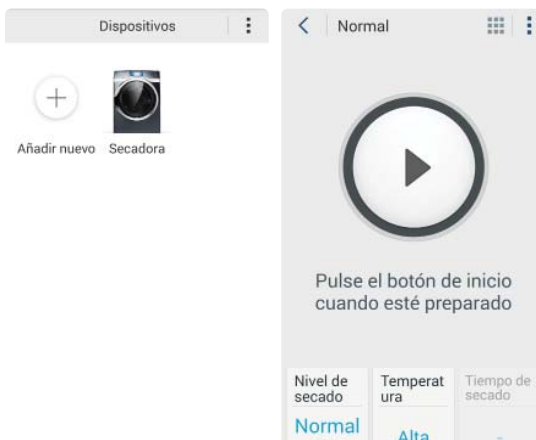 Dispositivos
Añadir nuevo
Secadora
Normal
Pulse el botón de inicio
cuando esté preparado
Nivel de
secado
Normal
Temperat
ura
Alta
Tiempo de
secado
-